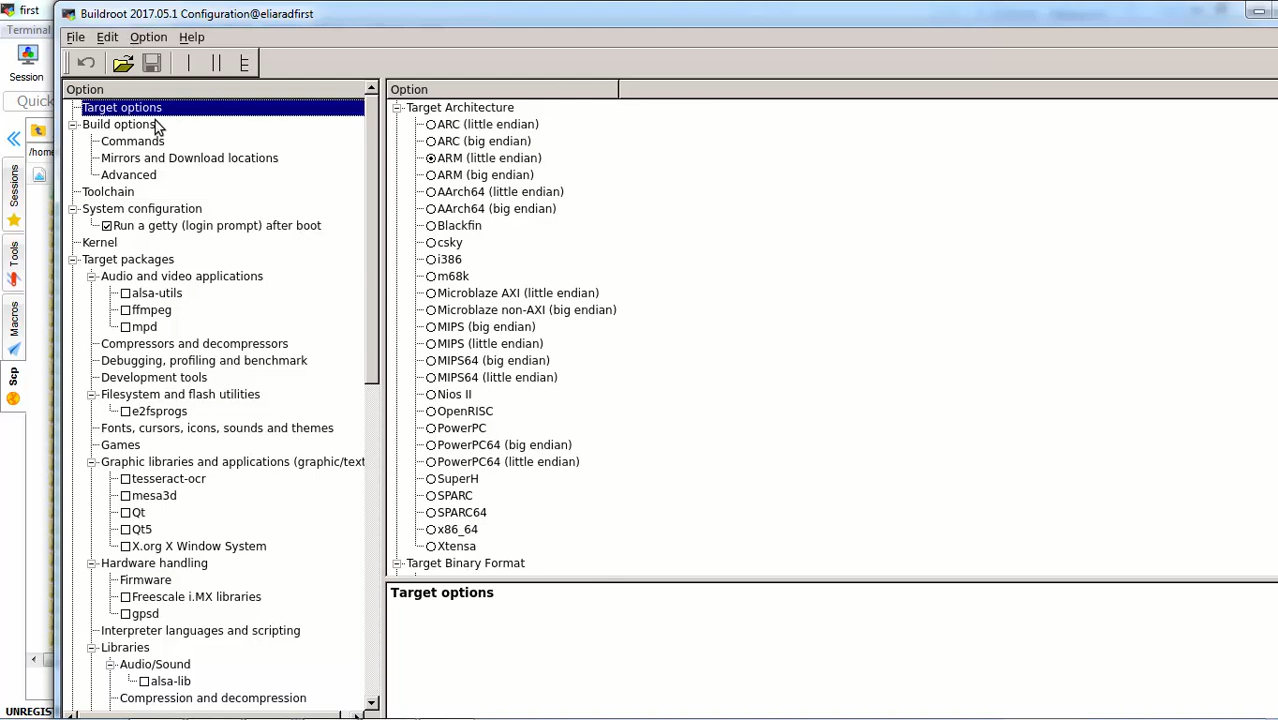 first
Buildroot 2017.05.1 Configuration@eliaradfirst
Terminal
File Edit Option Help
Session
Quick
/home
Sessions
Tools
Macros
Scp
UNREGIST
Option
Target options
Build options
Commands
Mirrors and Download locations
Advanced
Toolchain
System configuration
Run a getty (login prompt) after boot
Kernel
Target packages
Audio and video applications
alsa-utils
ffmpeg
mpd
Compressors and decompressors
Debugging, profiling and benchmark
Development tools
Filesystem and flash utilities
e2fsprogs
Fonts, cursors, icons, sounds and themes
Games
Graphic libraries and applications (graphic/text
tesseract-ocr
mesa3d
Qt
Qt5
X.org X Window System
Hardware handling
Firmware
Freescale i.MX libraries
gpsd
Interpreter languages and scripting
Libraries
Audio/Sound
alsa-lib
Compression and decompression
Option
Target Architecture
ARC (little endian)
ARC (big endian)
ARM (little endian)
ARM (big endian)
AArch64 (little endian)
AArch64 (big endian)
Blackfin
csky
i386
m68k
Microblaze AXI (little endian)
Microblaze non-AXI (big endian)
MIPS (big endian)
MIPS (little endian)
MIPS64 (big endian)
MIPS64 (little endian)
Nios II
OpenRISC
PowerPC
PowerPC64 (big endian)
PowerPC64 (little endian)
SuperH
SPARC
SPARC64
x86_64
Xtensa
Target Binary Format
Target options